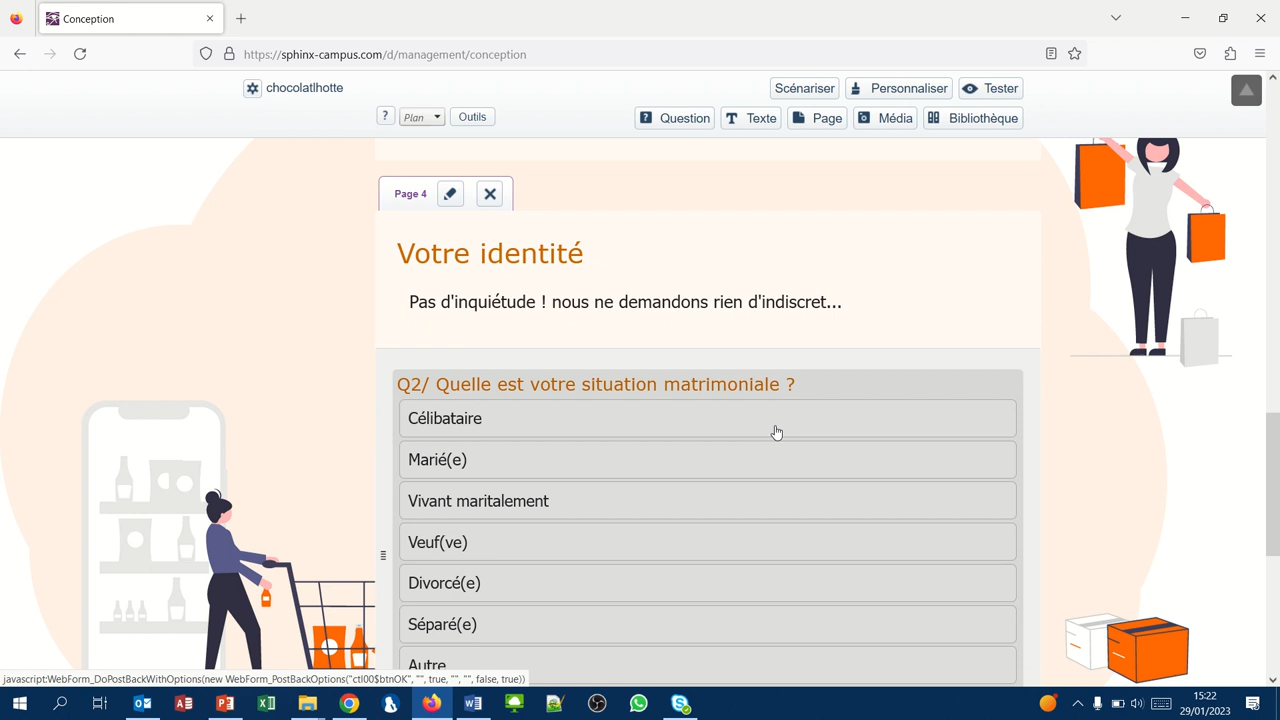 Conception
https://sphinx-campus.com/d/management/conception
chocolatlhotte
Scénariser
Personnaliser
Tester
?
Plan
Outils
Question
Texte
Page
Média
Bibliothèque
Page 4
Votre identité
Pas d'inquiétude ! nous ne demandons rien d'indiscret...
Q2/ Quelle est votre situation matrimoniale ?
Célibataire
Marié(e)
Vivant maritalement
Veuf(ve)
Divorcé(e)
Séparé(e)
Autre
javascript:WebForm_DoPostBackWithOptions(new WebForm_PostBackOptions("ctl00$btnOK", "", true, "", "", false, true))
15:22
29/01/2023